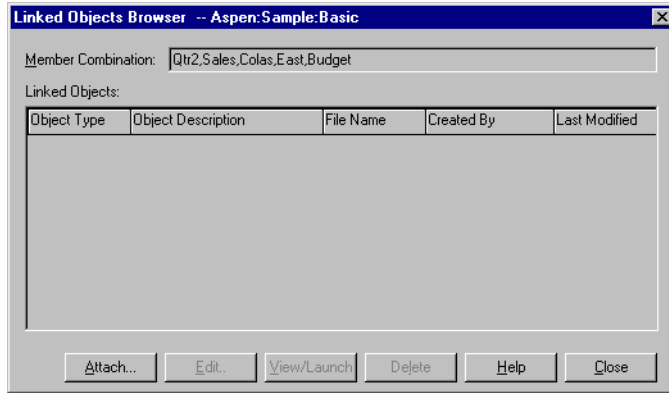 Linked Objects Browser -- Aspen:Sample:Basic
Member Combination: Qtr2,Sales,Colas,East,Budget
Linked Objects:
Object Type Object Description File Name Created By Last Modified
Attach... Edit.. View/Launch Delete Help Close